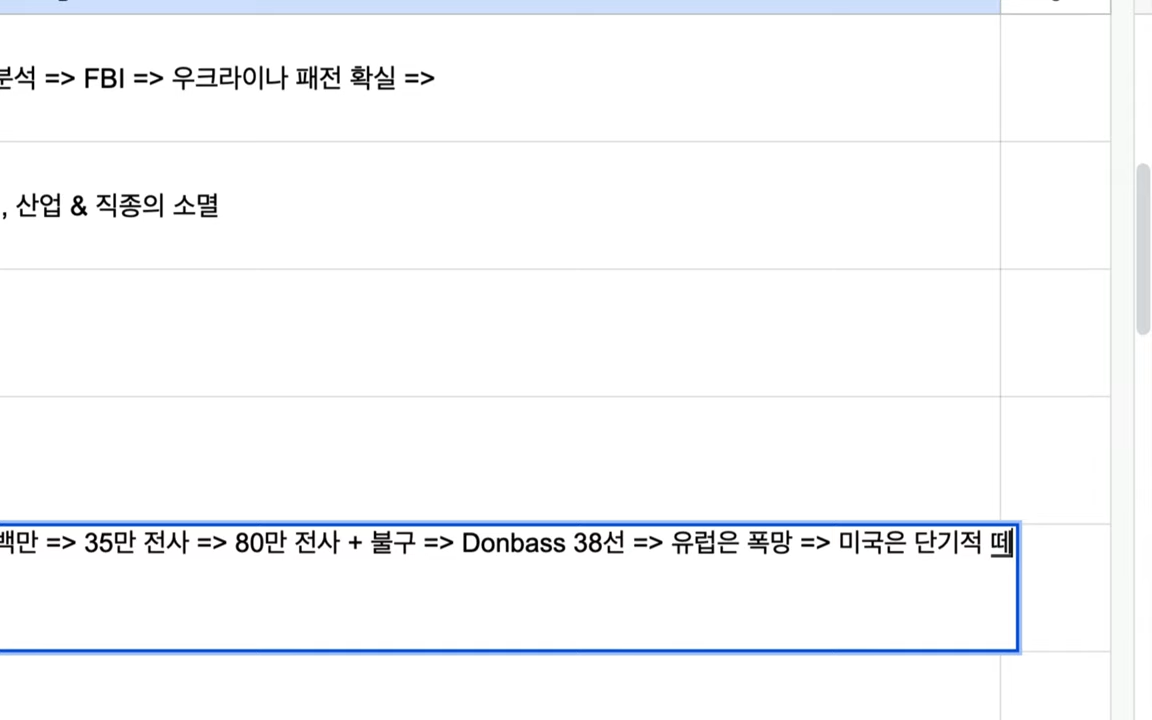 분석 => FBI => 우크라이나 패전 확실 =>
, 산업 & 직종의 소멸
백만 => 35만 전사 => 80만 전사 + 불구 => Donbass 38선 => 유럽은 폭망 => 미국은 단기적 떼